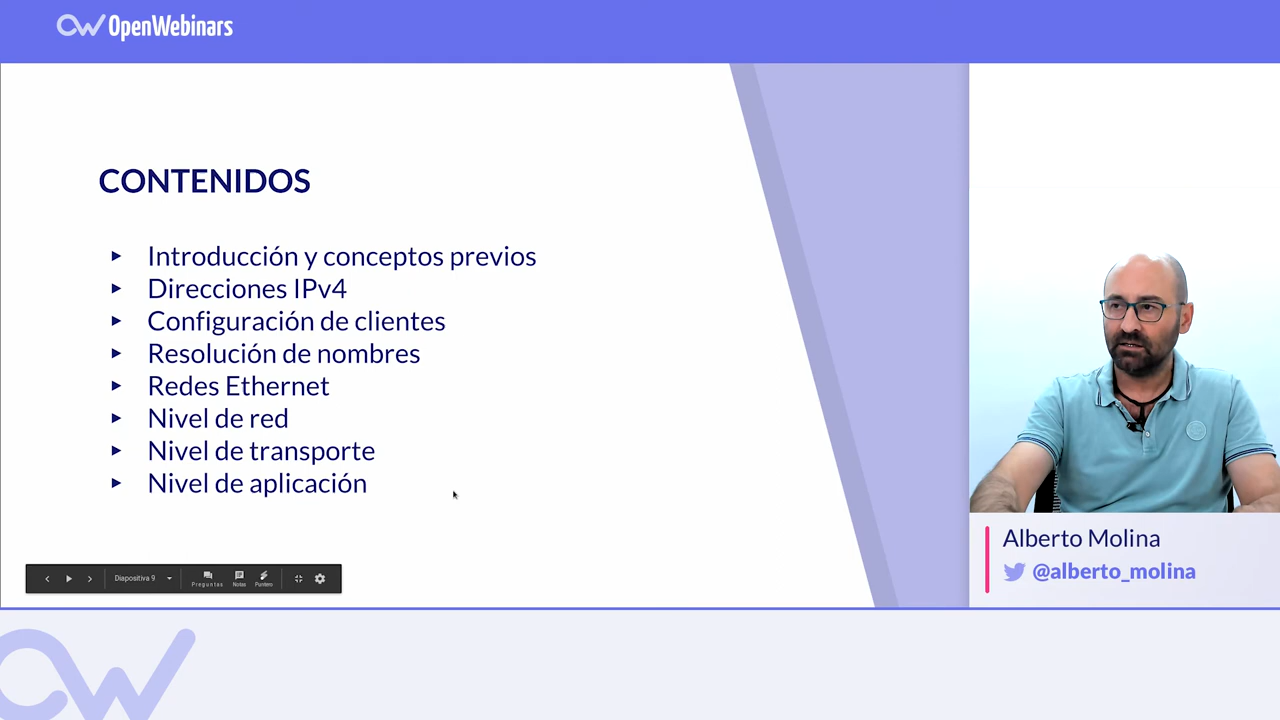 OpenWebinars
CONTENIDOS
Introducción y conceptos previos
Direcciones IPv4
Configuración de clientes
Resolución de nombres
Redes Ethernet
Nivel de red
Nivel de transporte
Nivel de aplicación
Diapositiva 9
Preguntas
Notas
Puntero
Alberto Molina
@alberto_molina